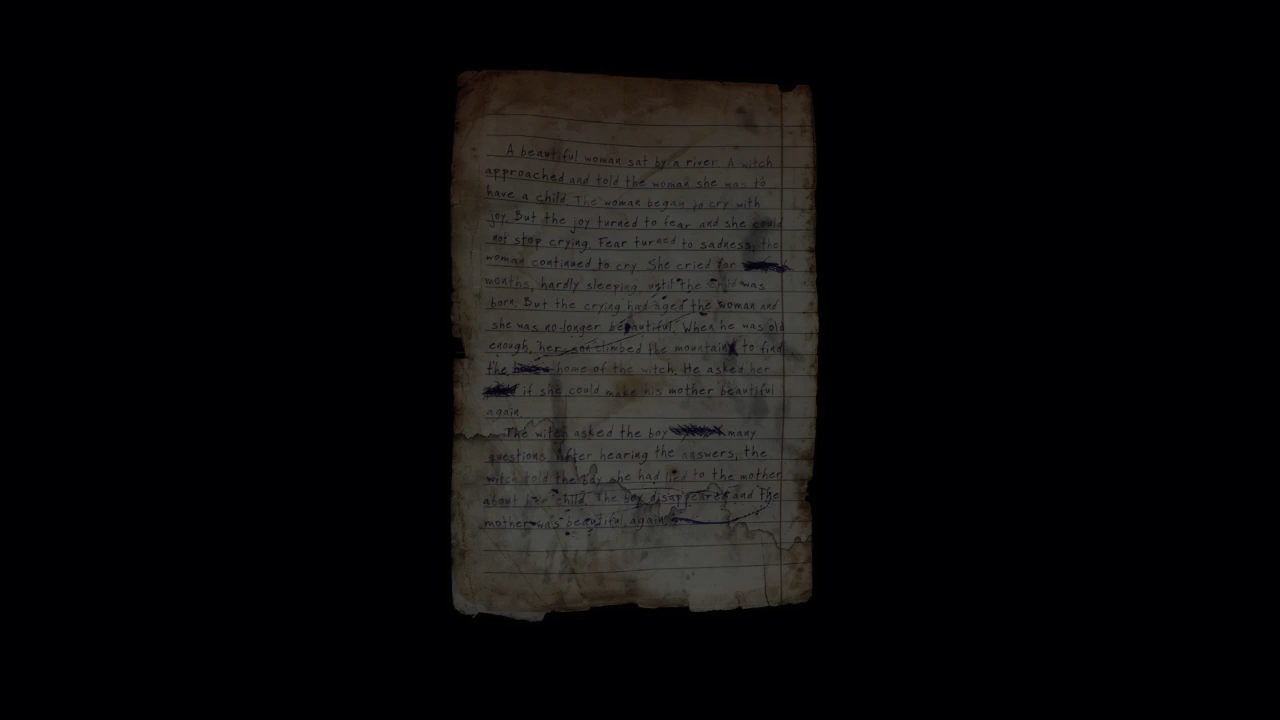 A beautiful woman sat by a river. A witch
approached and told the woman she was to
have a child. The woman began to cry with
joy. But the joy turned to fear and she could
not stop crying. Fear turned to sadness, the
woman continued to cry. She cried for
months, hardly sleeping until the child was
born. But the crying had aged the woman and
she was no-longer beautiful. When he was old
enough, her son climbed the mountain to find
the home of the witch. He asked her
if she could make his mother beautiful
again.
The witch asked the boy many
questions. After hearing the answers, the
witch told the boy she had lied to the mother
about her child. The boy disappeared and the
mother was beautiful again.